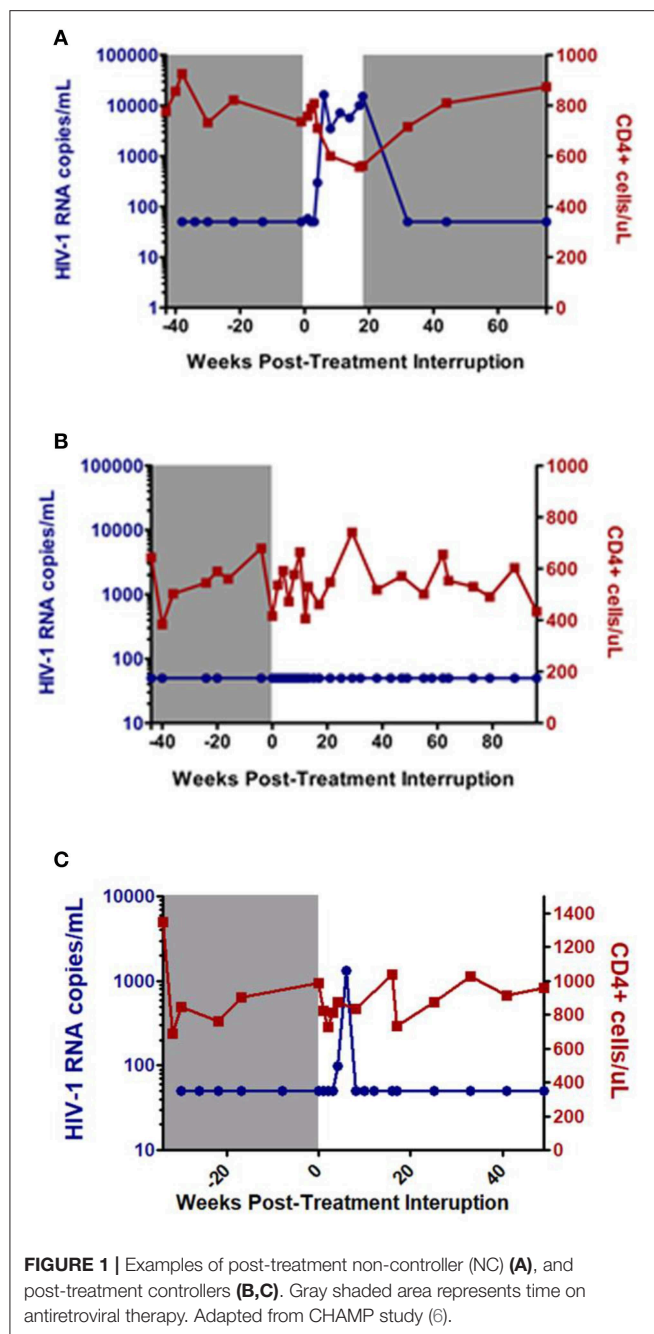 A
100000
10000
1000
100
10
1
HIV-1 RNA copies/mL
1000
800
600
400
200
0
CD4+ cells/uL
-40 -20 0 20 40 60
Weeks Post-Treatment Interruption
B
100000
10000
1000
100
10
HIV-1 RNA copies/mL
1000
800
600
400
200
0
CD4+ cells/uL
-40 -20 0 20 40 60 80
Weeks Post-Treatment Interruption
C
10000
1000
100
10
HIV-1 RNA copies/mL
1400
1200
1000
800
600
400
200
0
CD4+ cells/uL
-20 0 20 40
Weeks Post-Treatment Interuption
FIGURE 1 | Examples of post-treatment non-controller (NC) (A), and
post-treatment controllers (B,C). Gray shaded area represents time on
antiretroviral therapy. Adapted from CHAMP study (6).